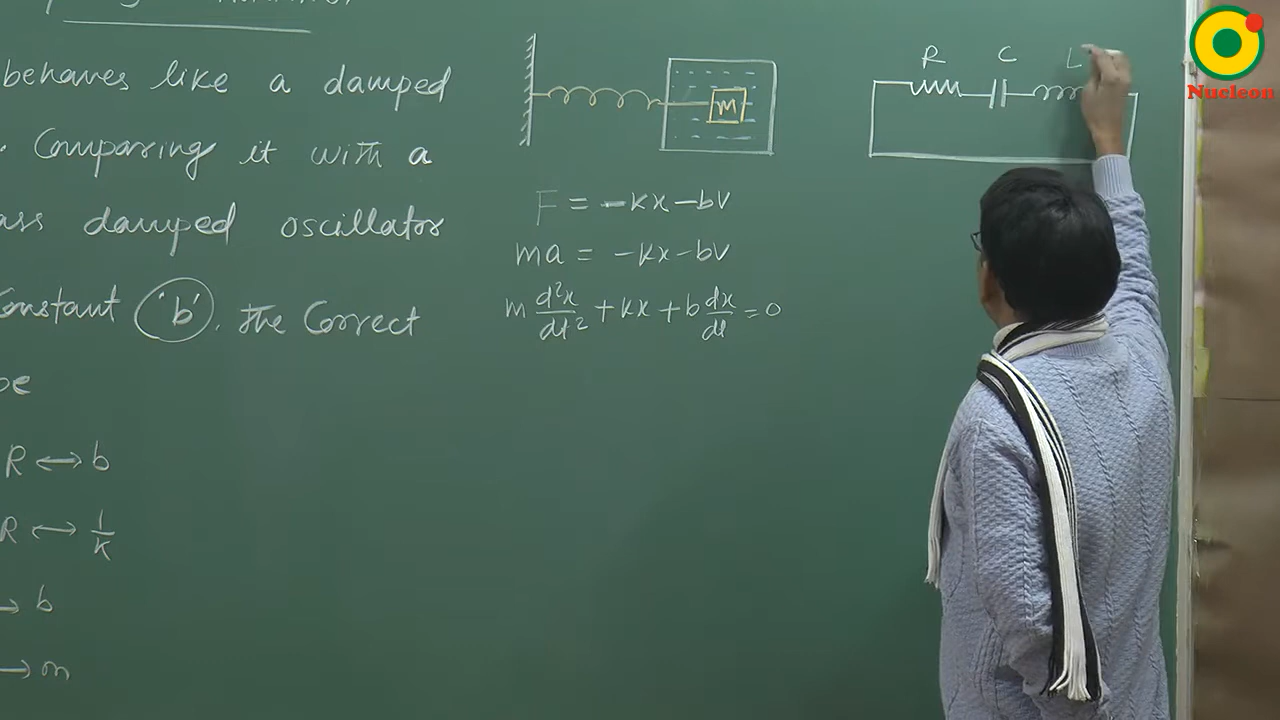 behaves like a damped
. Comparing it with a
ass damped oscillator
Constant 'b'. the Correct
be
R ↔ b
R ↔ 1/K
→ b
→ m
m
F = -kx - bv
ma = -kx - bv
m d²x/dt² + kx + b dx/dt = 0
R C L
Nucleon